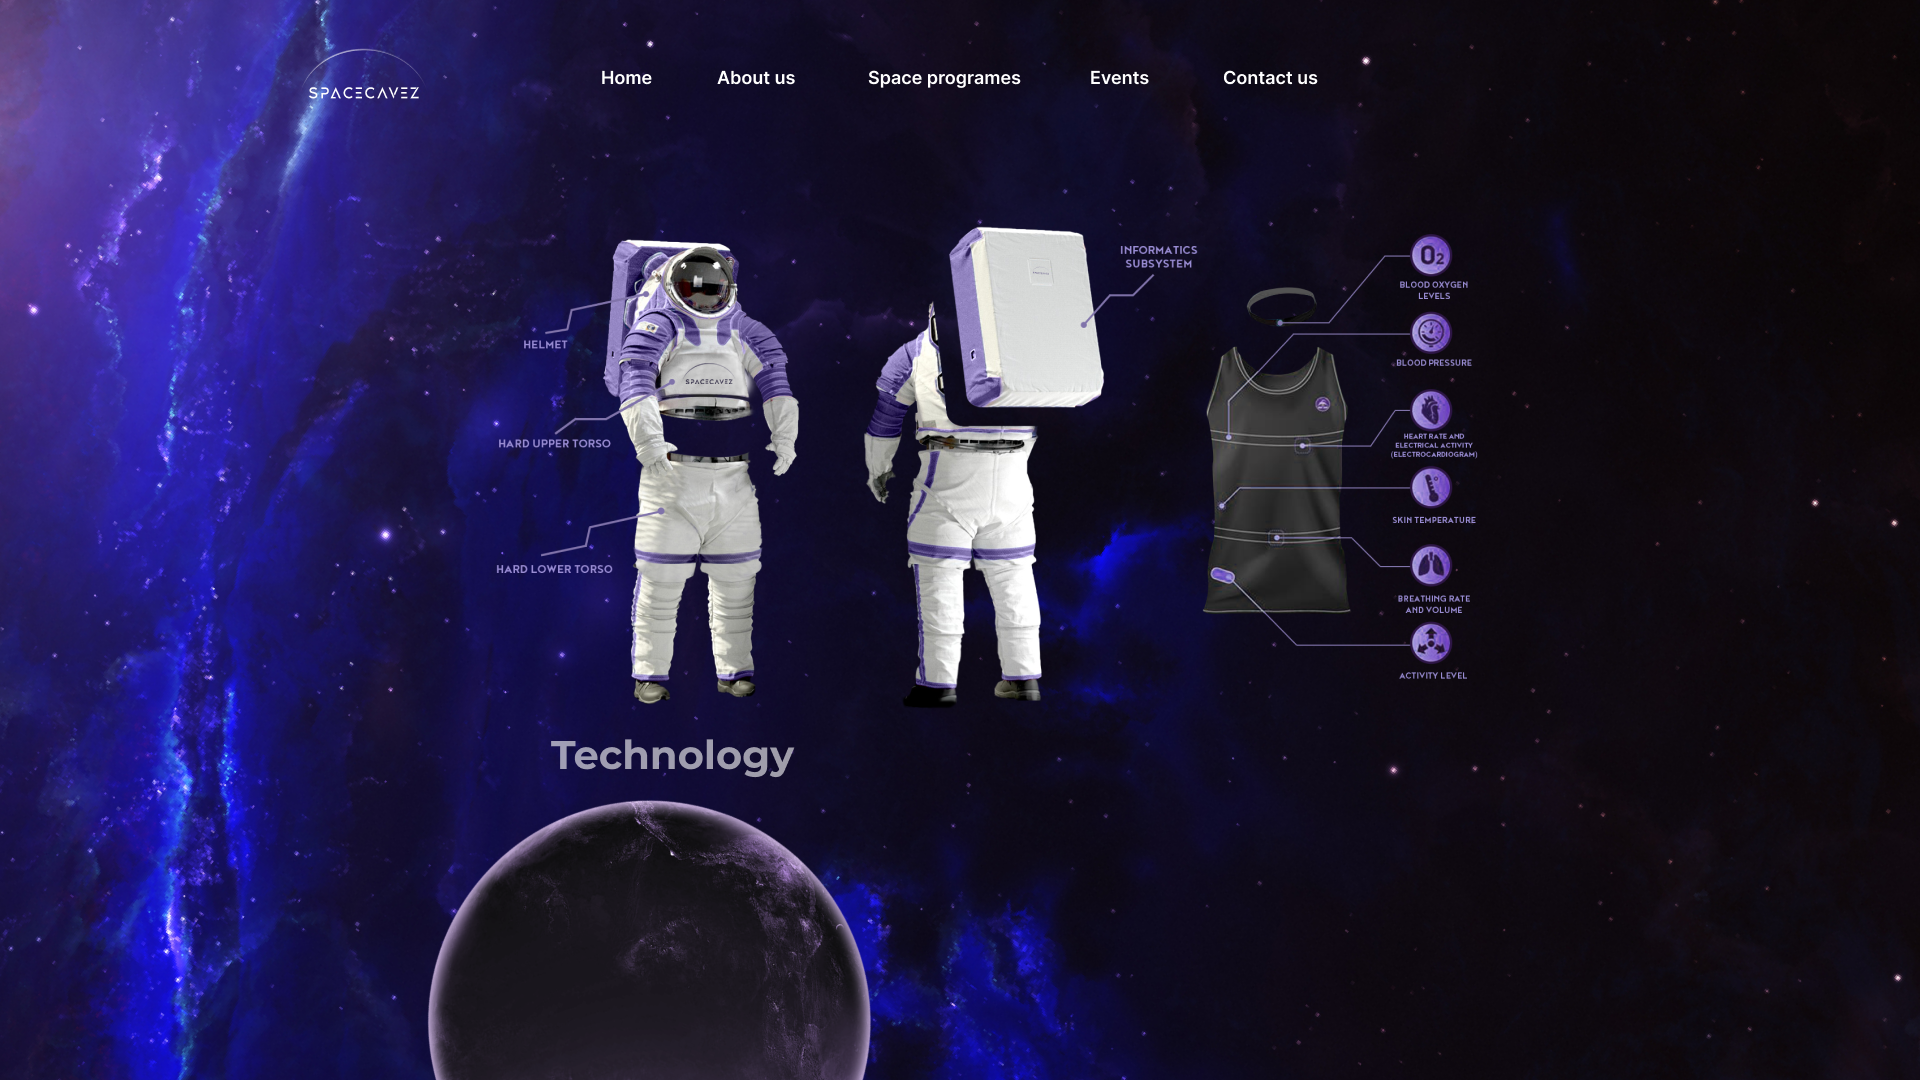 SPACECAVEZ
Home
About us
Space programes
Events
Contact us
INFORMATICS
SUBSYSTEM
HELMET
SPACECAVEZ
HARD UPPER TORSO
HARD LOWER TORSO
O2
BLOOD OXYGEN
LEVELS
BLOOD PRESSURE
HEART RATE AND
ELECTRICAL ACTIVITY
(ELECTROCARDIOGRAM)
SKIN TEMPERATURE
BREATHING RATE
AND VOLUME
ACTIVITY LEVEL
Technology